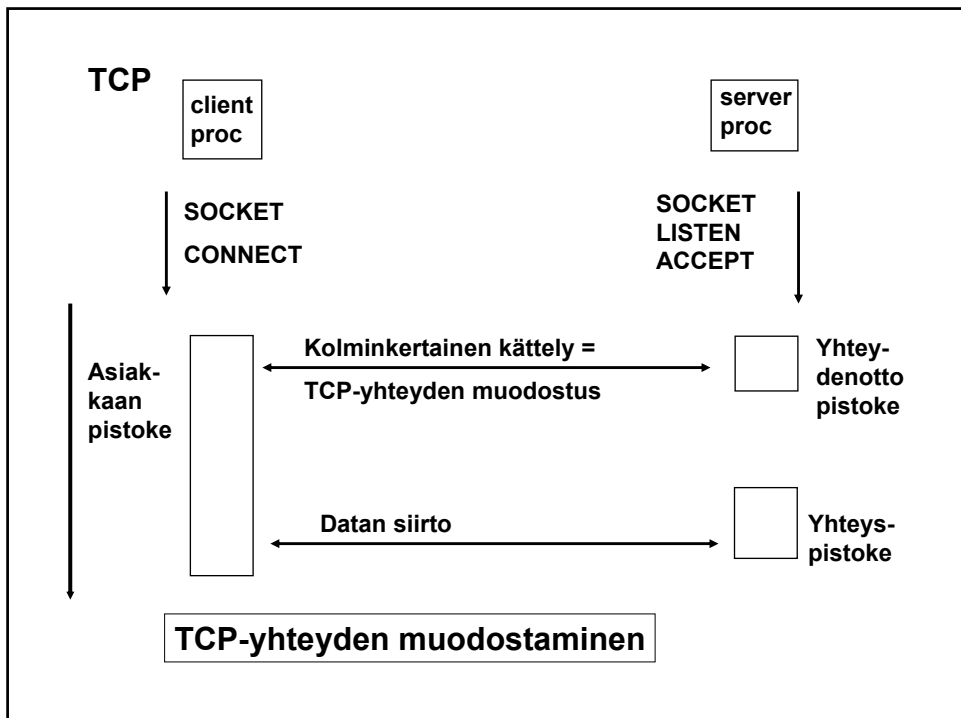 TCP
client
proc
server
proc
SOCKET
CONNECT
SOCKET
LISTEN
ACCEPT
Asiak-
kaan
pistoke
Kolminkertainen kättely =
TCP-yhteyden muodostus
Yhtey-
denotto
pistoke
Datan siirto
Yhteys-
pistoke
TCP-yhteyden muodostaminen